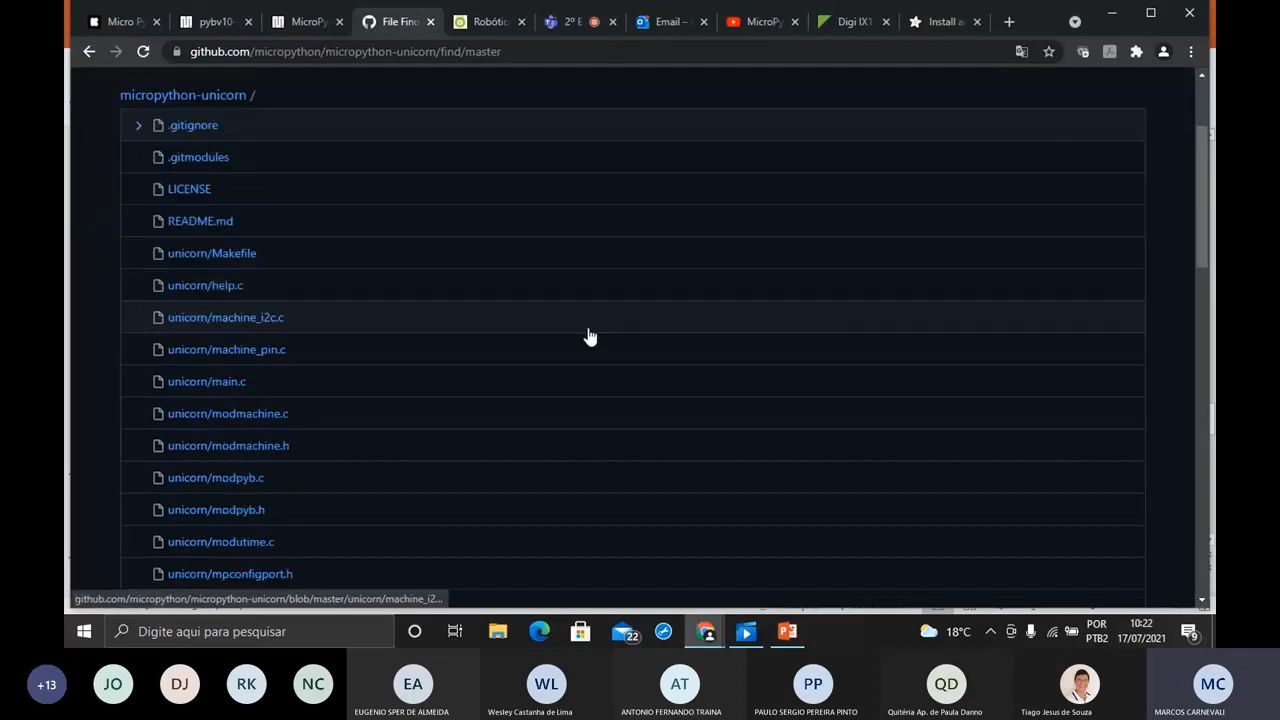 Micro P
pybv10-
MicroPy
File Find
Robótic
2º E
Email –
MicroPy
Digi IX1
Install a
github.com/micropython/micropython-unicorn/find/master
micropython-unicorn /
.gitignore
.gitmodules
LICENSE
README.md
unicorn/Makefile
unicorn/help.c
unicorn/machine_i2c.c
unicorn/machine_pin.c
unicorn/main.c
unicorn/modmachine.c
unicorn/modmachine.h
unicorn/modpyb.c
unicorn/modpyb.h
unicorn/modutime.c
unicorn/mpconfigport.h
github.com/micropython/micropython-unicorn/blob/master/unicorn/machine_i2...
Digite aqui para pesquisar
22
18°C
POR
PTB2
10:22
17/07/2021
9
+13
JO
DJ
RK
NC
EA
WL
AT
PP
QD
MC
EUGENIO SPER DE ALMEIDA
Wesley Castanha de Lima
ANTONIO FERNANDO TRAINA
PAULO SERGIO PEREIRA PINTO
Quitéria Ap. de Paula Danno
Tiago Jesus de Souza
MARCOS CARNEVALI